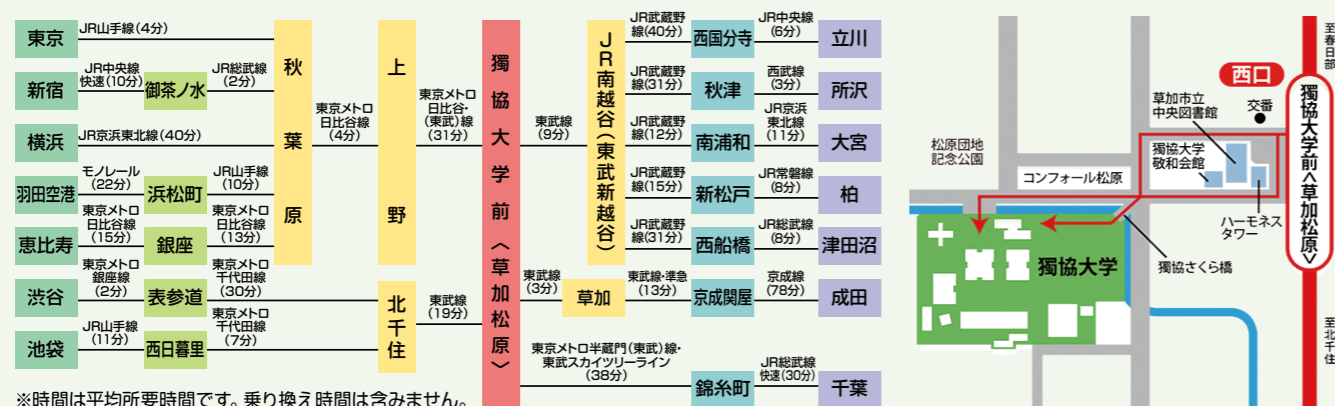 東京
JR山手線(4分)
新宿
JR中央線
快速(10分)
御茶ノ水
JR総武線
(2分)
横浜
JR京浜東北線(40分)
羽田空港
モノレール
(22分)
浜松町
JR山手線
(10分)
恵比寿
東京メトロ
日比谷線
(15分)
銀座
東京メトロ
日比谷線
(13分)
渋谷
東京メトロ
銀座線
(2分)
表参道
東京メトロ
千代田線
(30分)
池袋
JR山手線
(11分)
西日暮里
東京メトロ
千代田線
(7分)
秋葉原
東京メトロ
日比谷線
(4分)
上野
東京メトロ
日比谷・
(東武)線
(31分)
北千住
東武線
(19分)
獨協大学前〈草加松原〉
東武線
(9分)
JR南越谷(東武新越谷)
JR武蔵野
線(40分)
西国分寺
JR中央線
(6分)
立川
JR武蔵野
線(31分)
秋津
西武線
(3分)
所沢
JR武蔵野
線(12分)
南浦和
JR京浜
東北線
(11分)
大宮
JR武蔵野
線(15分)
新松戸
JR常磐線
(8分)
柏
JR武蔵野
線(31分)
西船橋
JR総武線
(8分)
津田沼
東武線
(3分)
草加
東武線・準急
(13分)
京成関屋
京成線
(78分)
成田
東京メトロ半蔵門(東武)線・
東武スカイツリーライン
(38分)
錦糸町
JR総武線
快速(30分)
千葉
※時間は平均所要時間です。乗り換え時間は含みません。
至春日部
西口
草加市立
中央図書館
交番
獨協大学前〈草加松原〉
松原団地
記念公園
獨協大学
敬和会館
コンフォール松原
ハーモネス
タワー
獨協大学
獨協さくら橋
至北千住